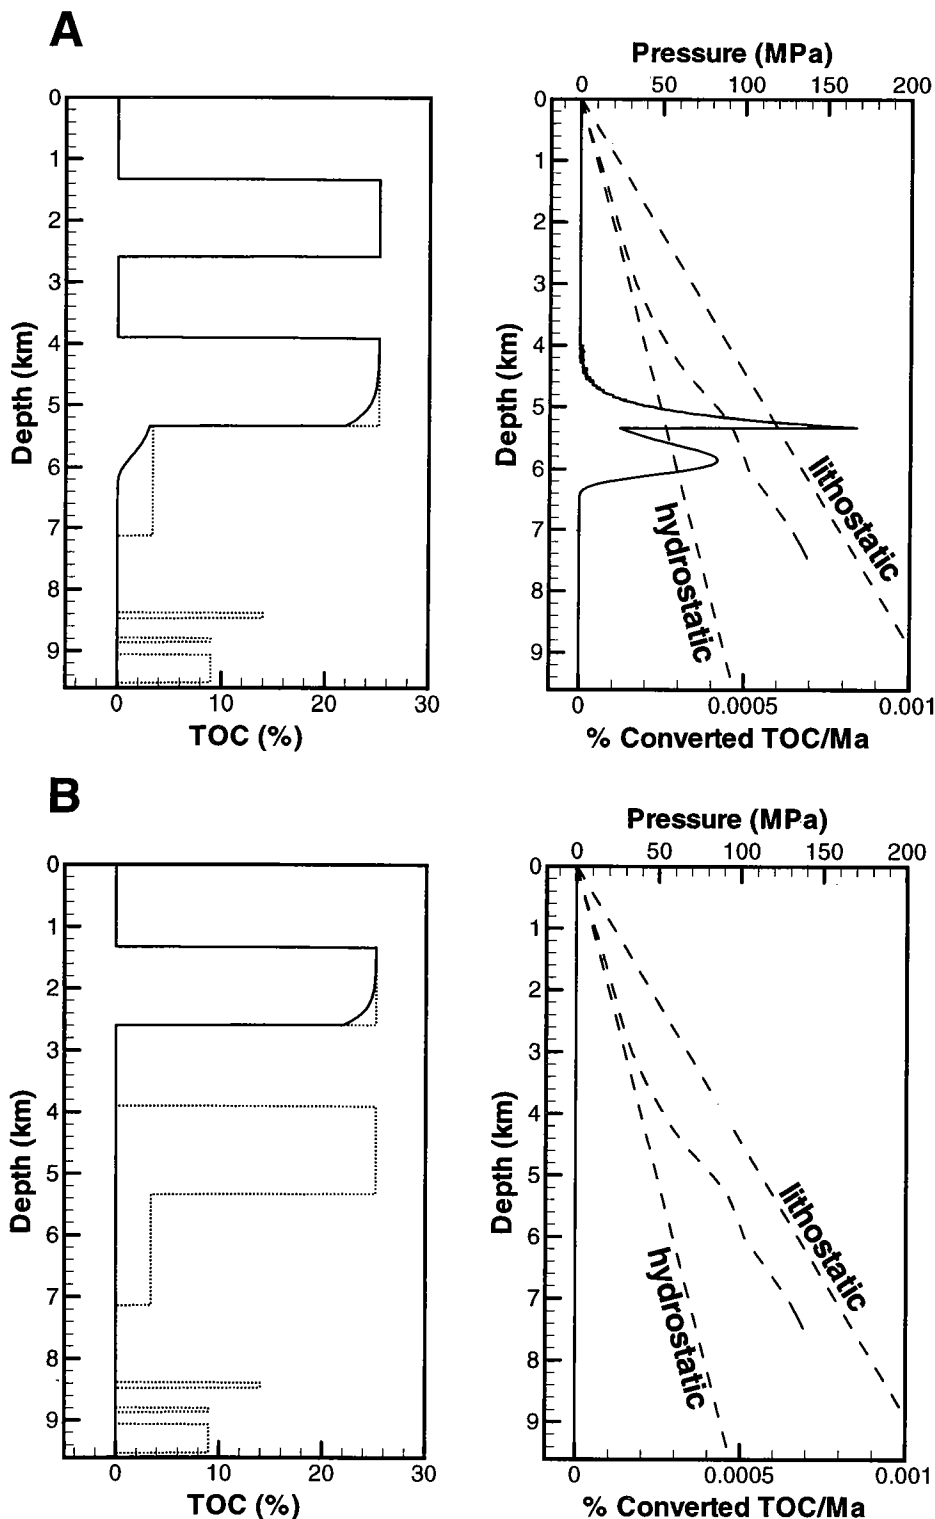 A
Pressure (MPa)
0 50 100 150 200
0
1
2
3
4
5
6
7
8
9
Depth (km)
0 10 20 30
TOC (%)
0
1
2
3
4
5
6
7
8
9
Depth (km)
hydrostatic
lithostatic
0 0.0005 0.001
% Converted TOC/Ma
B
Pressure (MPa)
0 50 100 150 200
0
1
2
3
4
5
6
7
8
9
Depth (km)
0 10 20 30
TOC (%)
0
1
2
3
4
5
6
7
8
9
Depth (km)
hydrostatic
lithostatic
0 0.0005 0.001
% Converted TOC/Ma